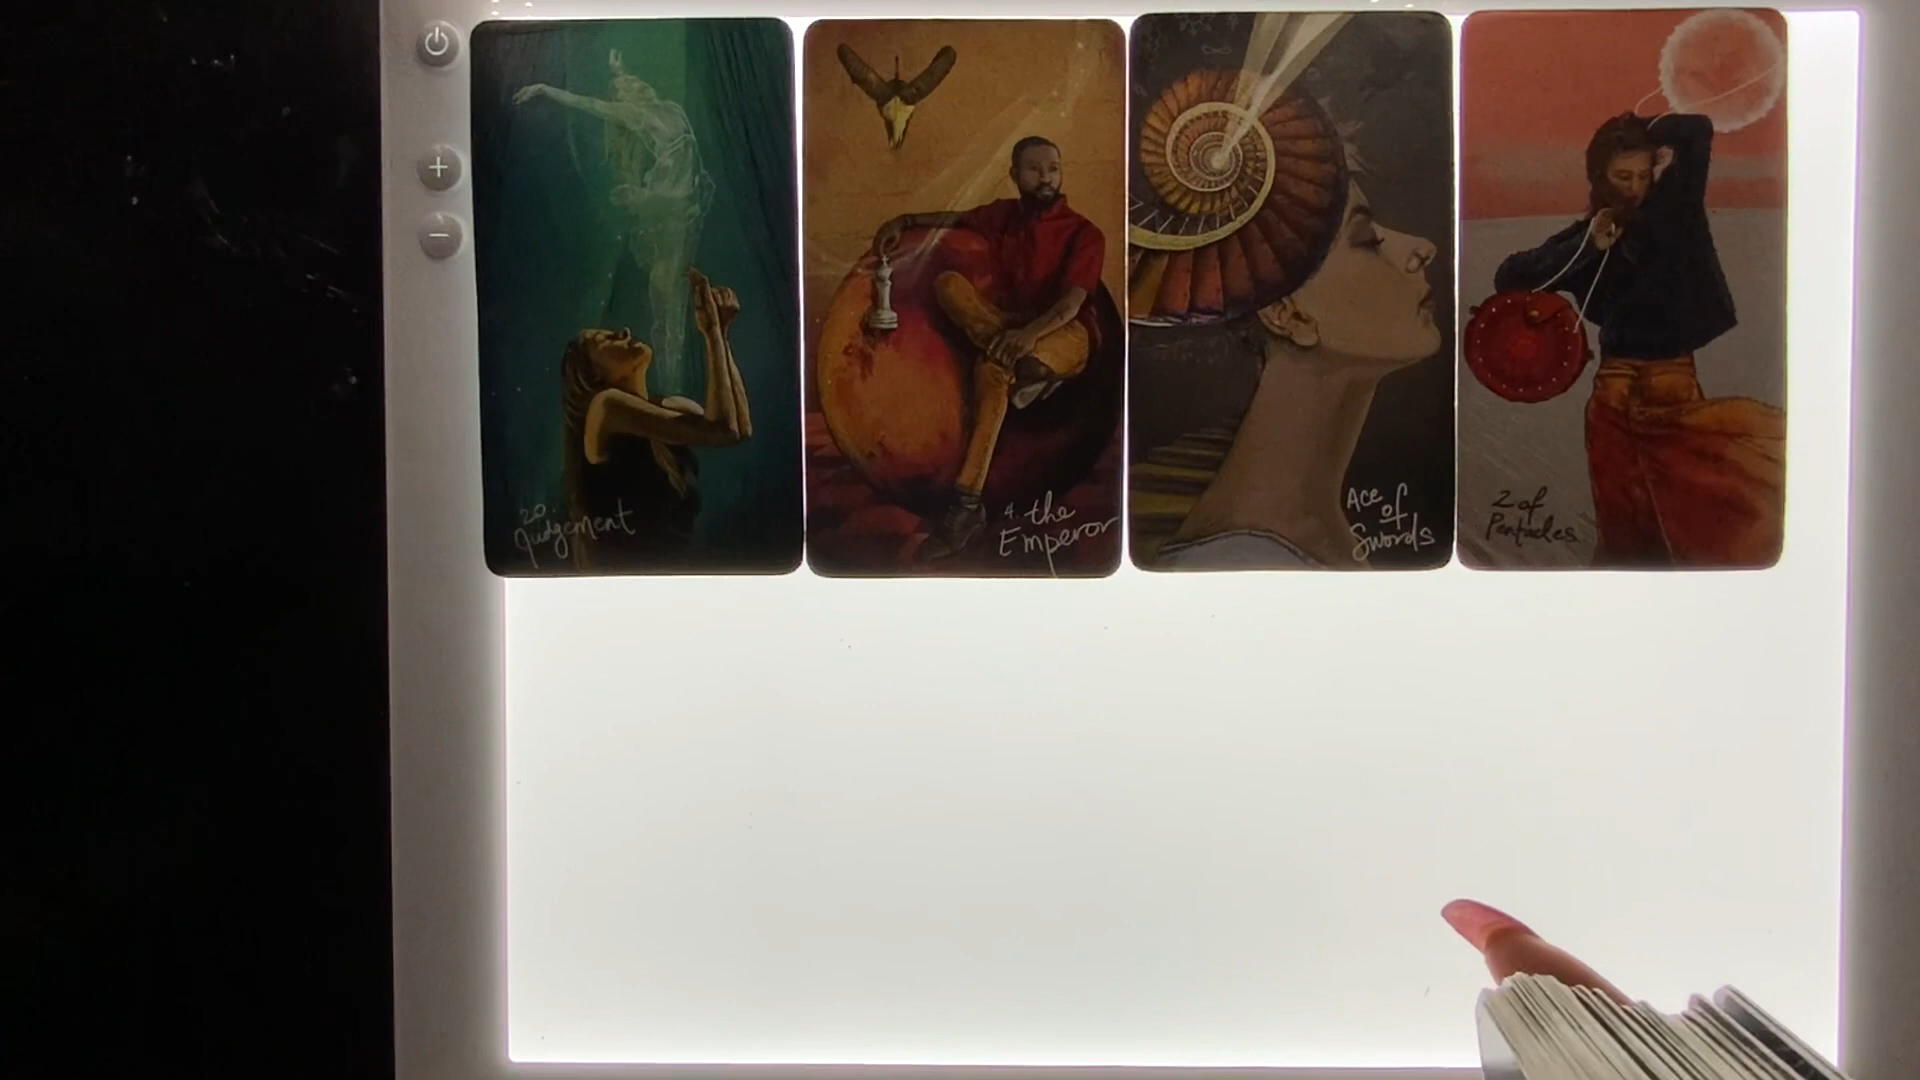 20.
Judgement
4. the
Emperor
Ace
of
Swords
2 of
Pentacles